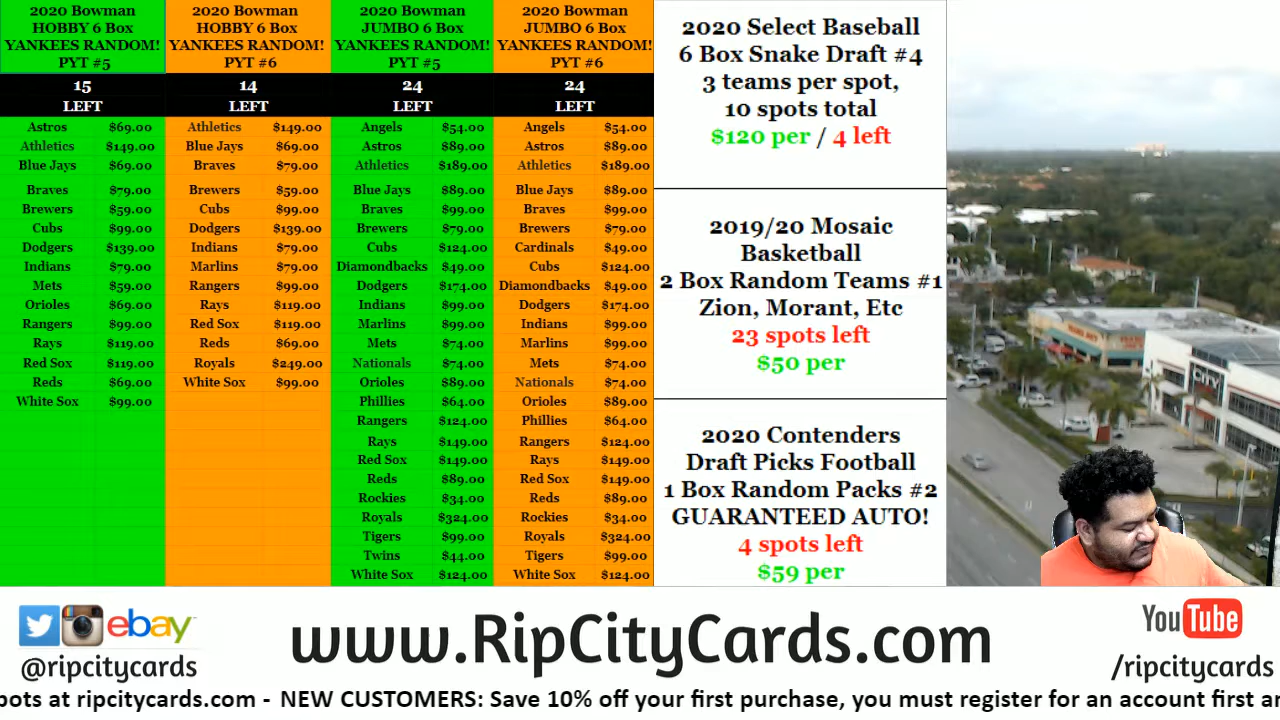 2020 Bowman
HOBBY 6 Box
YANKEES RANDOM!
PYT #5
15
LEFT
Astros $69.00
Athletics $149.00
Blue Jays $69.00
Braves $79.00
Brewers $59.00
Cubs $99.00
Dodgers $139.00
Indians $79.00
Mets $59.00
Orioles $69.00
Rangers $99.00
Rays $119.00
Red Sox $119.00
Reds $69.00
White Sox $99.00
2020 Bowman
HOBBY 6 Box
YANKEES RANDOM!
PYT #6
14
LEFT
Athletics $149.00
Blue Jays $69.00
Braves $79.00
Brewers $59.00
Cubs $99.00
Dodgers $139.00
Indians $79.00
Marlins $79.00
Rangers $99.00
Rays $119.00
Red Sox $119.00
Reds $69.00
Royals $249.00
White Sox $99.00
2020 Bowman
JUMBO 6 Box
YANKEES RANDOM!
PYT #5
24
LEFT
Angels $54.00
Astros $89.00
Athletics $189.00
Blue Jays $89.00
Braves $99.00
Brewers $79.00
Cubs $124.00
Diamondbacks $49.00
Dodgers $174.00
Indians $99.00
Marlins $99.00
Mets $74.00
Nationals $74.00
Orioles $89.00
Phillies $64.00
Rangers $124.00
Rays $149.00
Red Sox $149.00
Reds $89.00
Rockies $34.00
Royals $324.00
Tigers $99.00
Twins $44.00
White Sox $124.00
2020 Bowman
JUMBO 6 Box
YANKEES RANDOM!
PYT #6
24
LEFT
Angels $54.00
Astros $89.00
Athletics $189.00
Blue Jays $89.00
Braves $99.00
Brewers $79.00
Cardinals $49.00
Cubs $124.00
Diamondbacks $49.00
Dodgers $174.00
Indians $99.00
Marlins $99.00
Mets $74.00
Nationals $74.00
Orioles $89.00
Phillies $64.00
Rangers $124.00
Rays $149.00
Red Sox $149.00
Reds $89.00
Rockies $34.00
Royals $324.00
Tigers $99.00
White Sox $124.00
2020 Select Baseball
6 Box Snake Draft #4
3 teams per spot,
10 spots total
$120 per / 4 left
2019/20 Mosaic
Basketball
2 Box Random Teams #1
Zion, Morant, Etc
23 spots left
$50 per
2020 Contenders
Draft Picks Football
1 Box Random Packs #2
GUARANTEED AUTO!
4 spots left
$59 per
CITY
ebay
@ripcitycards
www.RipCityCards.com
YouTube
/ripcitycards
pots at ripcitycards.com - NEW CUSTOMERS: Save 10% off your first purchase, you must register for an account first an